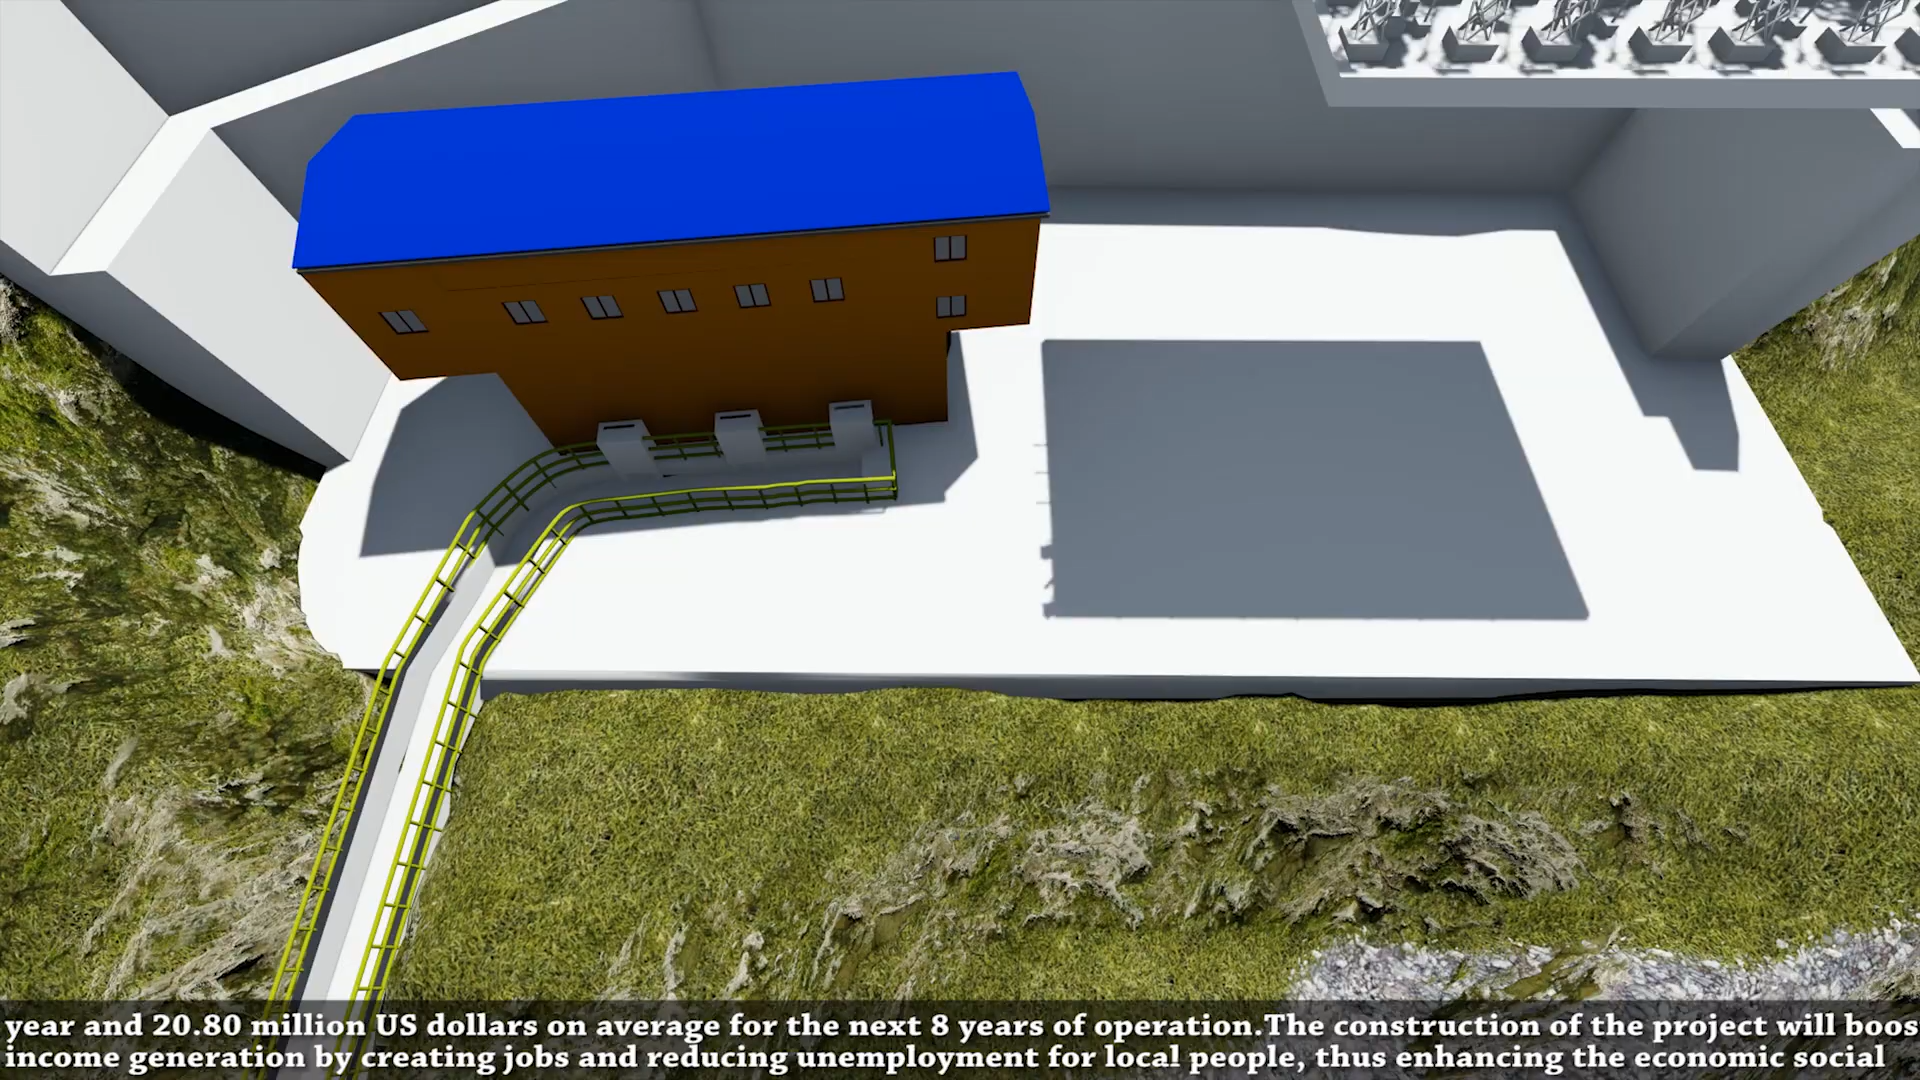 year and 20.80 million US dollars on average for the next 8 years of operation.The construction of the project will boos
income generation by creating jobs and reducing unemployment for local people, thus enhancing the economic social